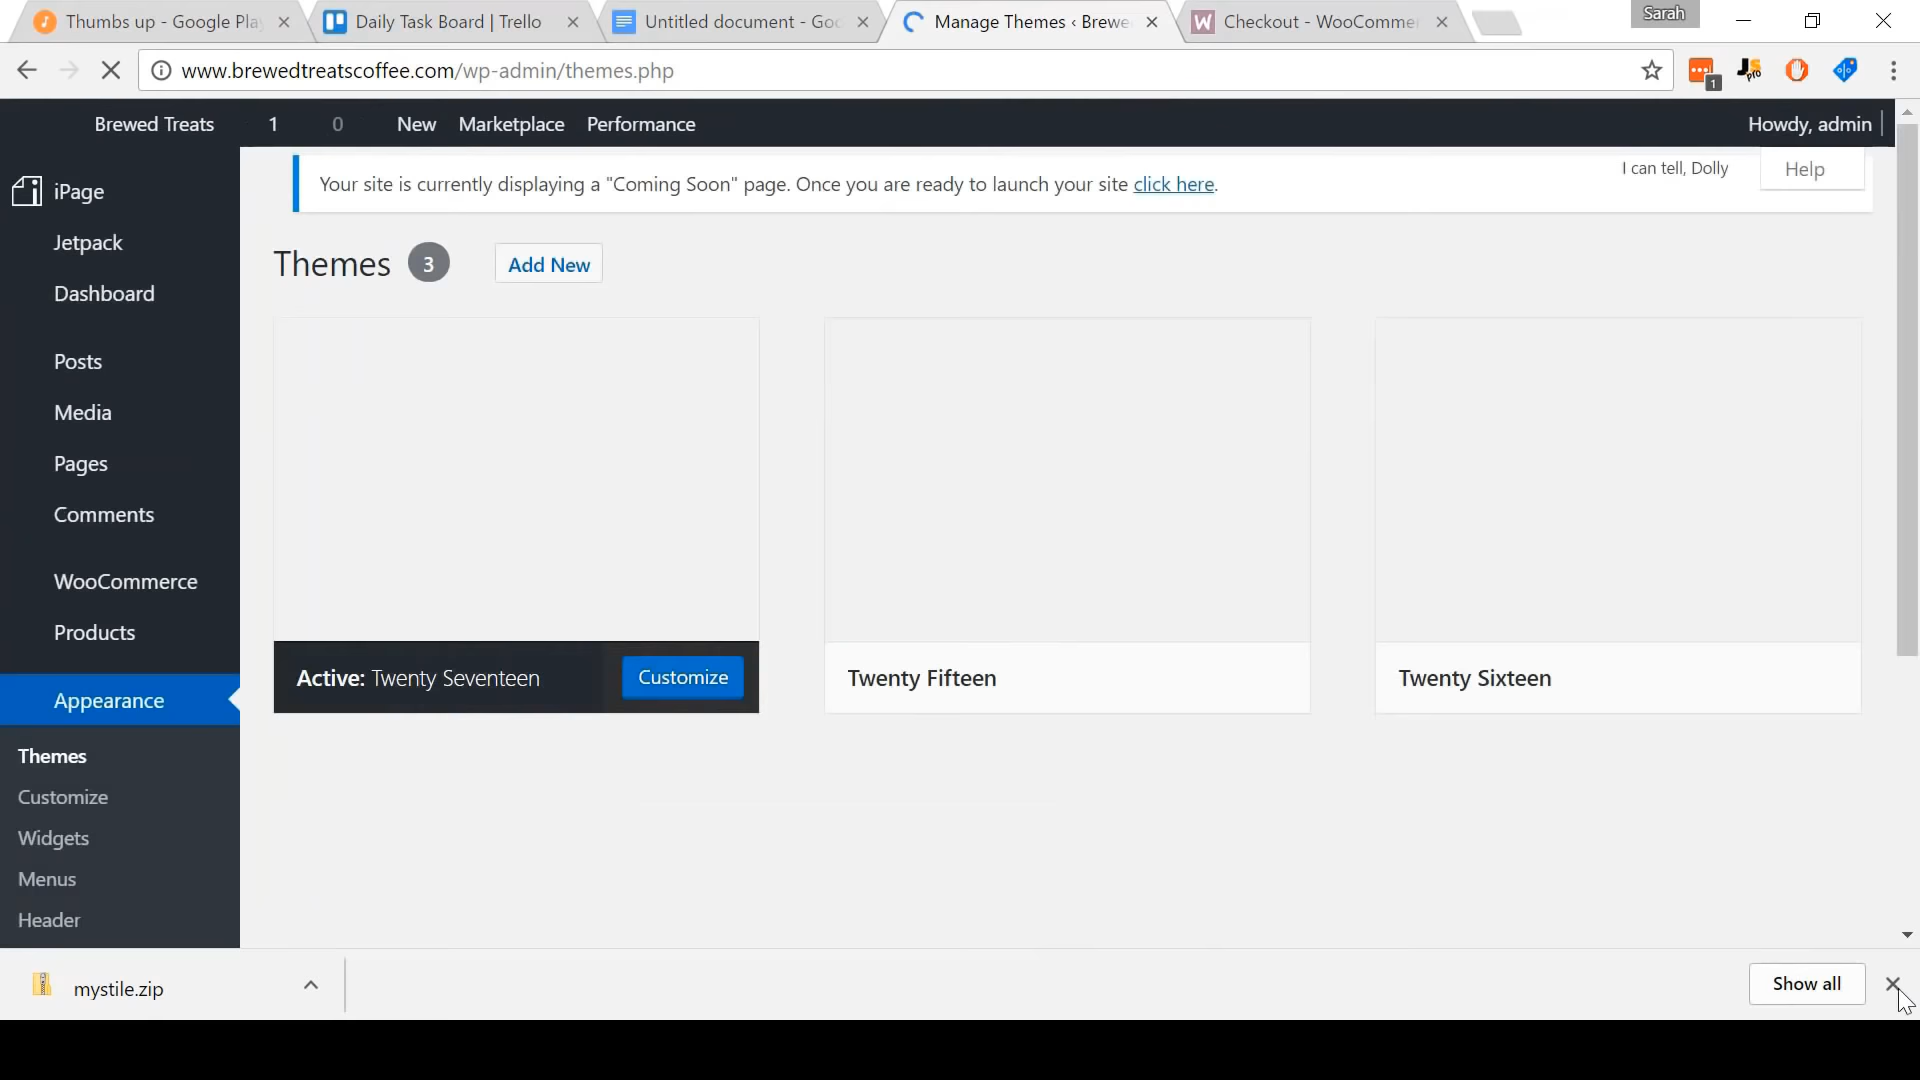 Thumbs up - Google Pla
Daily Task Board | Trello
Untitled document - Goo
Manage Themes ‹ Brewe
Checkout - WooCommer
Sarah
www.brewedtreatscoffee.com/wp-admin/themes.php
1
Brewed Treats
1
0
New
Marketplace
Performance
Howdy, admin
iPage
Jetpack
Dashboard
Posts
Media
Pages
Comments
WooCommerce
Products
Appearance
Themes
Customize
Widgets
Menus
Header
Your site is currently displaying a "Coming Soon" page. Once you are ready to launch your site click here.
I can tell, Dolly
Help
Themes 3
Add New
Active: Twenty Seventeen
Customize
Twenty Fifteen
Twenty Sixteen
mystile.zip
Show all